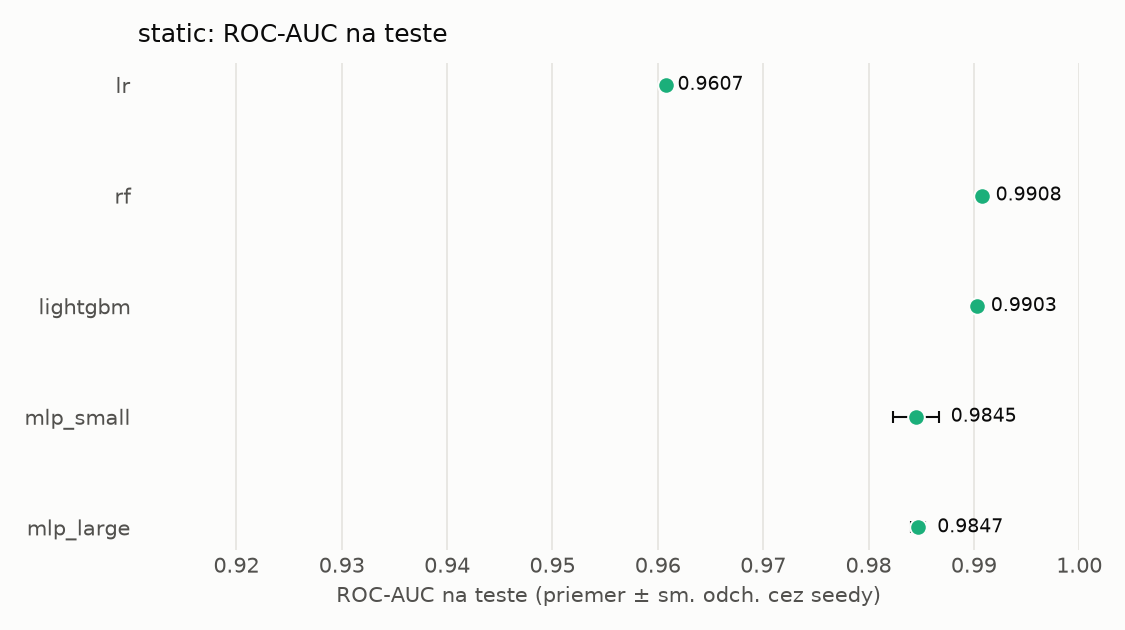 static: ROC-AUC na teste
lr
0.9607
rf
0.9908
lightgbm
0.9903
mlp_small
0.9845
mlp_large
0.9847
0.92 0.93 0.94 0.95 0.96 0.97 0.98 0.99 1.00
ROC-AUC na teste (priemer ± sm. odch. cez seedy)